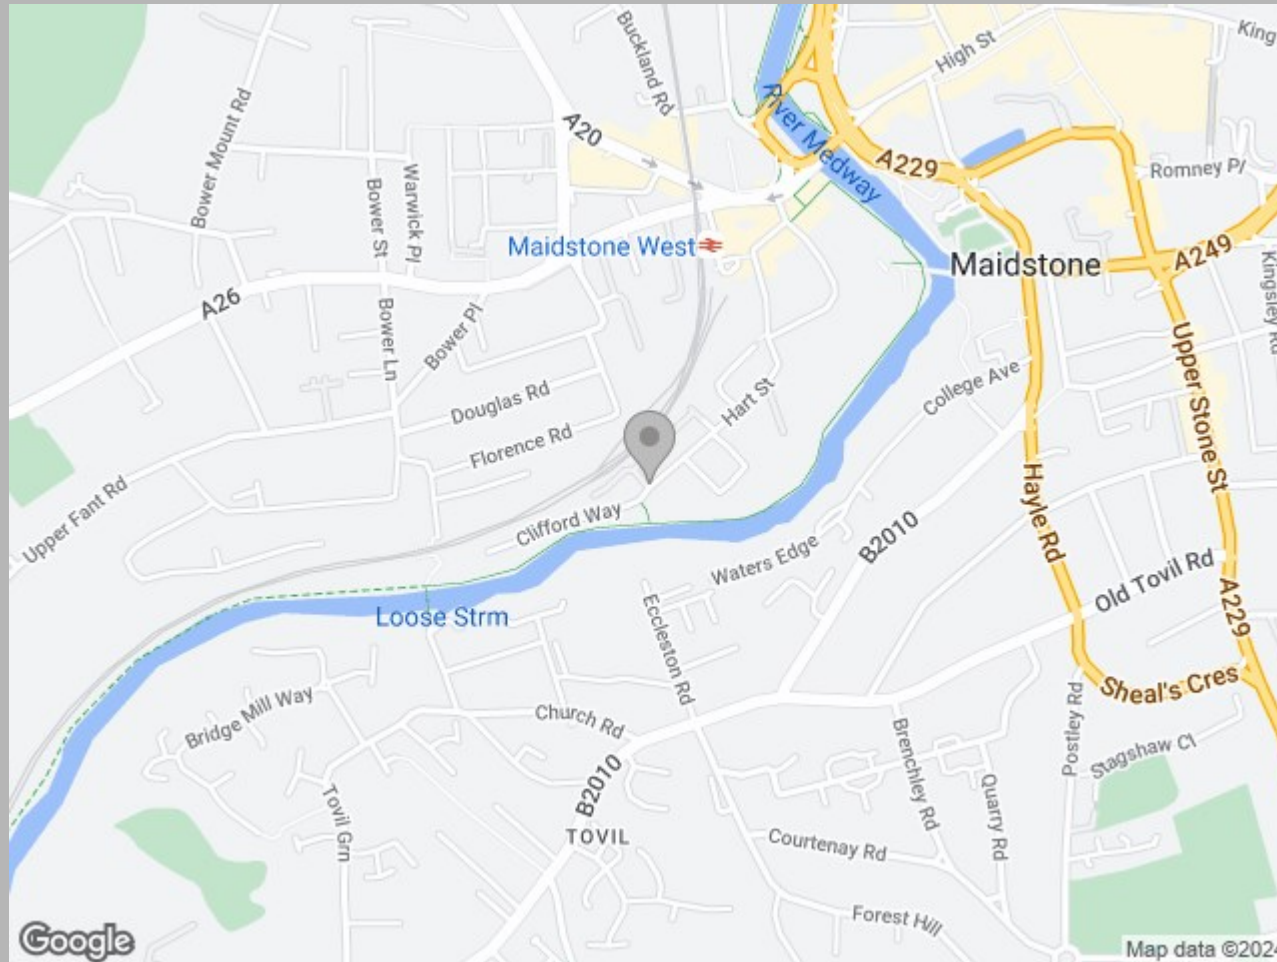 Buckland Rd
High St
King
A20
River Medway
Bower Mount Rd
A229
Romney Pl
Warwick Pl
Bower St
Maidstone West
Maidstone
A249
Kingsley Rd
A26
Bower Ln
Bower Pl
Upper Stone St
College Ave
Hart St
Douglas Rd
Florence Rd
Upper Fant Rd
Hayle Rd
Clifford Way
B2010
Waters Edge
Old Tovil Rd
Loose Strm
Eccleston Rd
A229
Sheal's Cres
Bridge Mill Way
Church Rd
Postley Rd
Brenchley Rd
Stagshaw Cl
B2010
Quarry Rd
Tovil Grn
TOVIL
Courtenay Rd
Forest Hill
Google
Map data ©2024